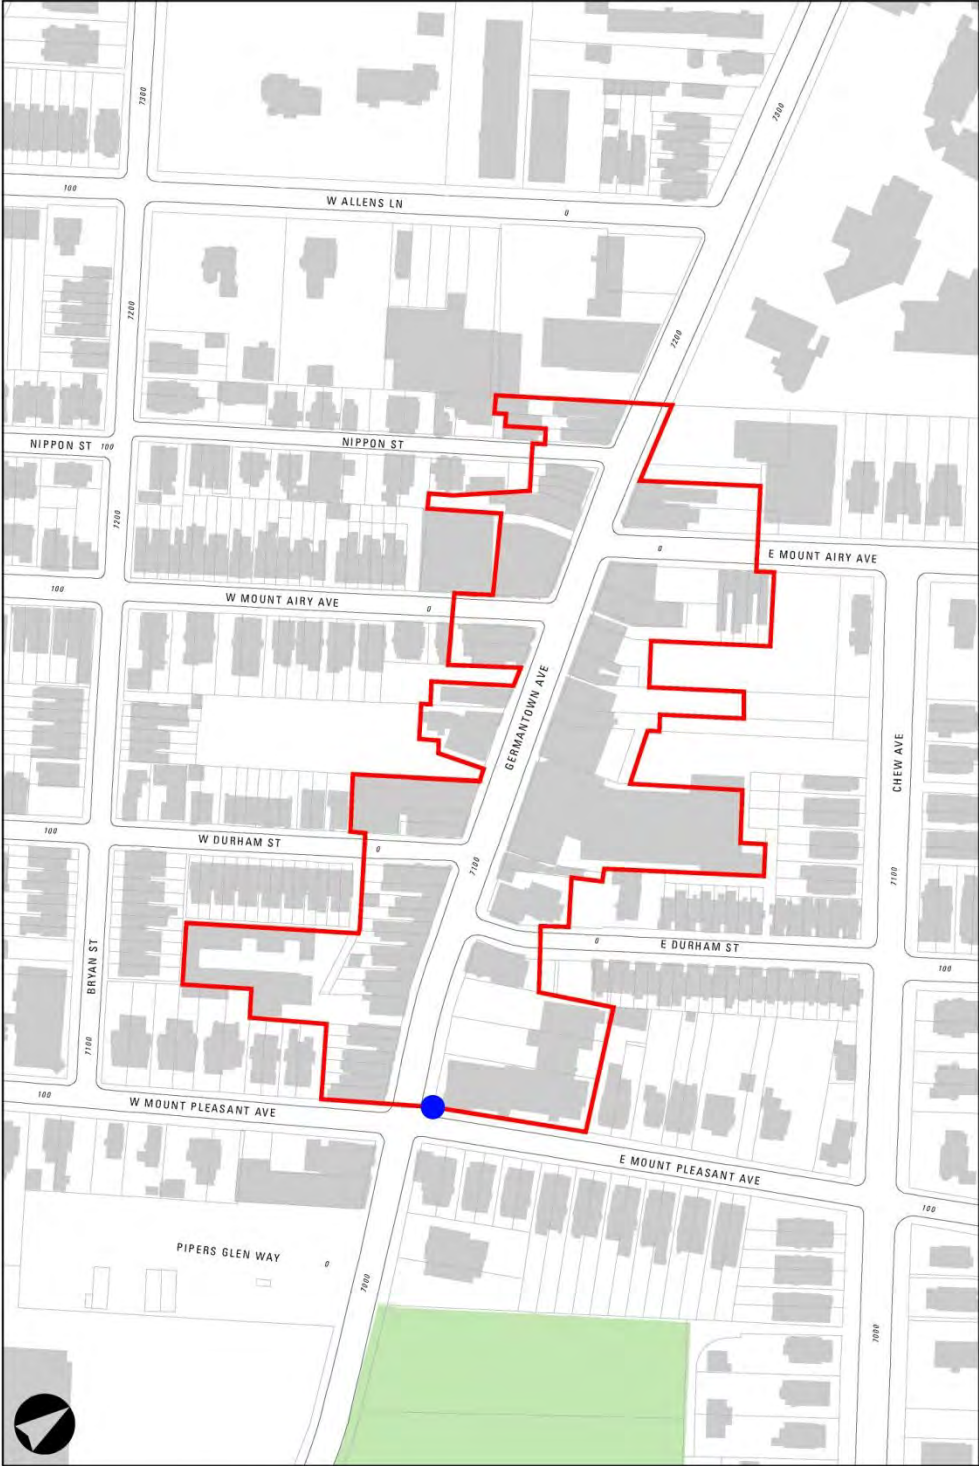 7300
7300
100
W ALLENS LN
0
7200
7200
NIPPON ST 100
NIPPON ST
7200
0
E MOUNT AIRY AVE
100
W MOUNT AIRY AVE
0
GERMANTOWN AVE
CHEW AVE
100
W DURHAM ST
0
7100
7100
BRYAN ST
0
E DURHAM ST
100
7100
100
W MOUNT PLEASANT AVE
E MOUNT PLEASANT AVE
100
PIPERS GLEN WAY
0
7000
7000